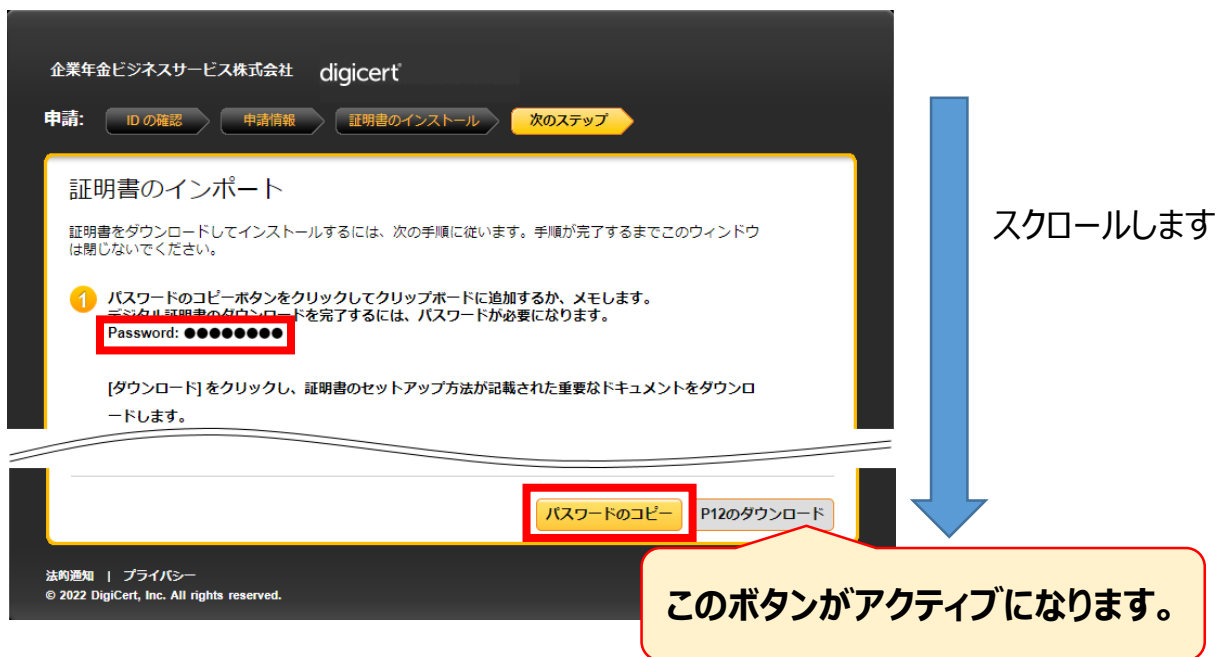 企業年金ビジネスサービス株式会社 digicert
申請: ID の確認 申請情報 証明書のインストール 次のステップ
証明書のインポート
証明書をダウンロードしてインストールするには、次の手順に従います。手順が完了するまでこのウィンドウ
は閉じないでください。
スクロールします
1 パスワードのコピーボタンをクリックしてクリップボードに追加するか、メモします。
デジタル証明書のダウンロードを完了するには、パスワードが必要になります。
Password: ●●●●●●●●
[ダウンロード] をクリックし、証明書のセットアップ方法が記載された重要なドキュメントをダウンロ
ードします。
パスワードのコピー P12のダウンロード
このボタンがアクティブになります。
法的通知 | プライバシー
© 2022 DigiCert, Inc. All rights reserved.